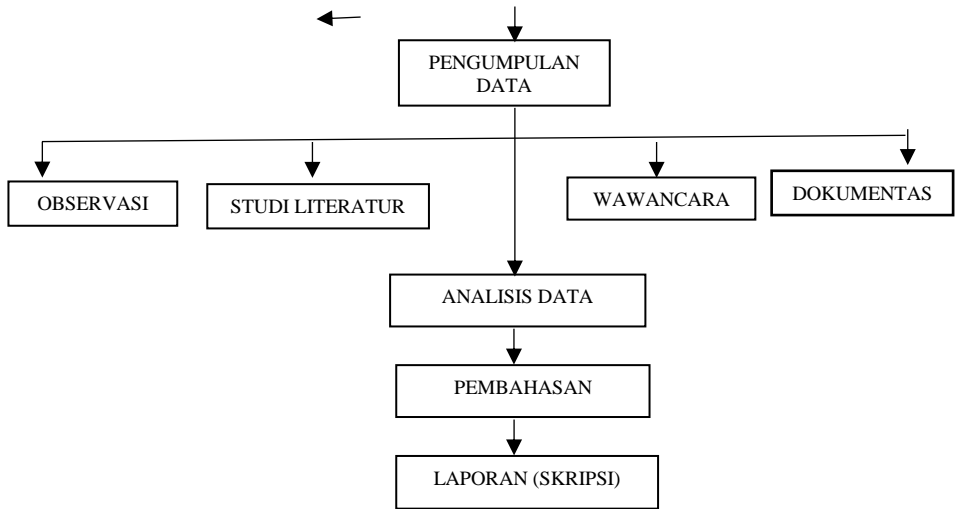 PENGUMPULAN
DATA
OBSERVASI
STUDI LITERATUR
WAWANCARA
DOKUMENTAS
ANALISIS DATA
PEMBAHASAN
LAPORAN (SKRIPSI)